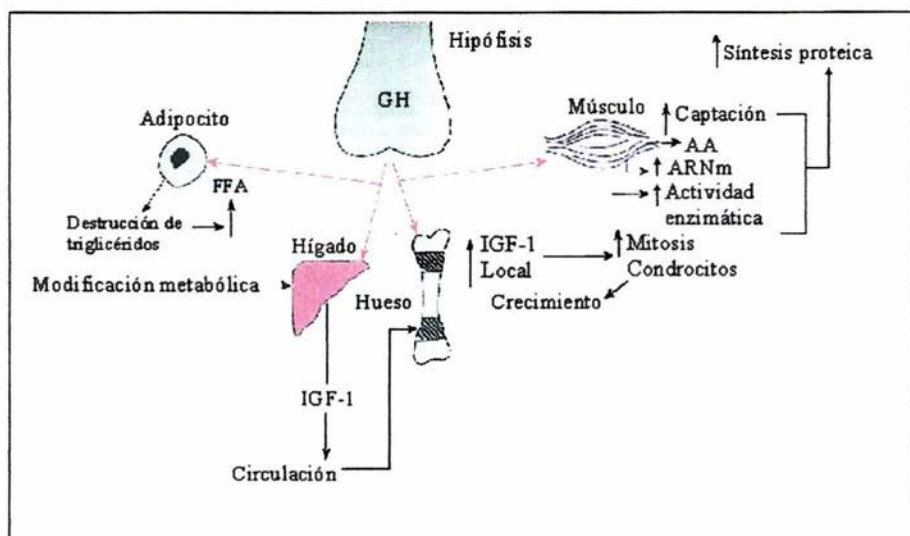 Hipófisis
GH
Síntesis proteica
Adipocito
Músculo
Captación
AA
ARNm
Actividad
enzimática
FFA
Destrucción de
triglicéridos
Hígado
Modificación metabólica
Hueso
IGF-1
Local
Mitosis
Condrocitos
Crecimiento
IGF-1
Circulación